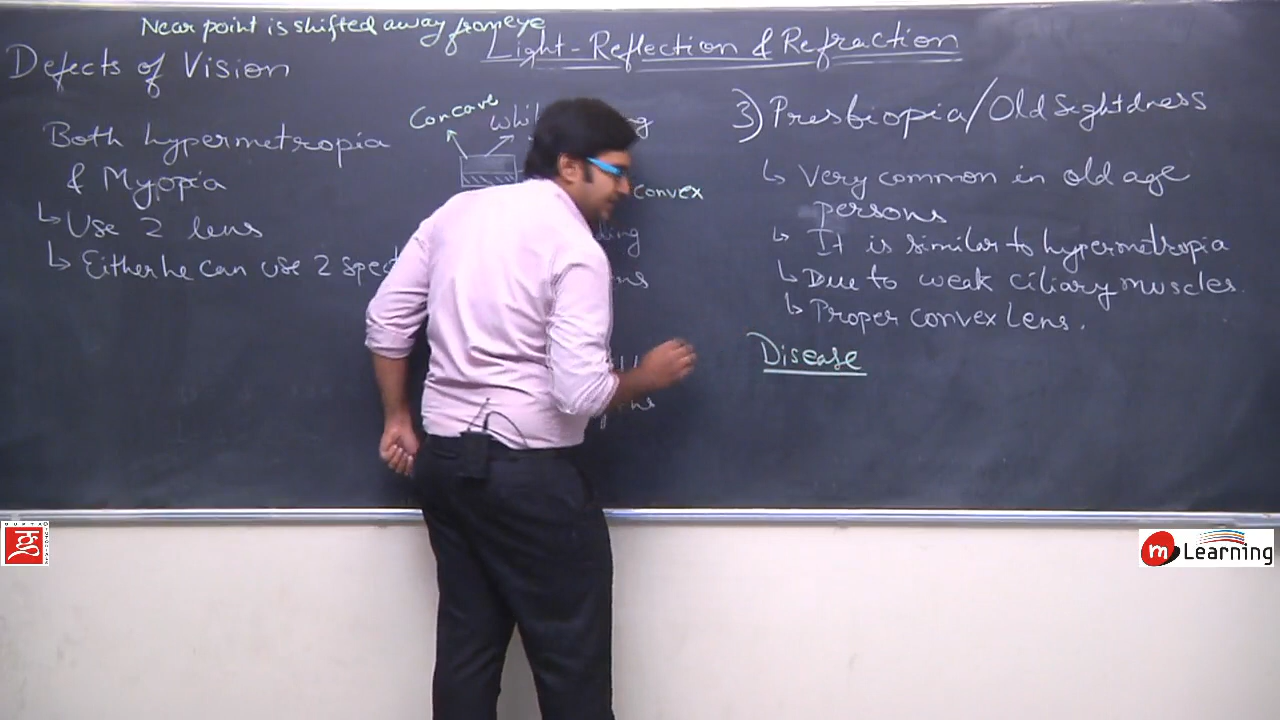 Near point is shifted away from eye
Light-Reflection & Refraction
Defects of Vision
Both hypermetropia
& Myopia
↳ Use 2 lens
↳ Either he can use 2
Concave
convex
3) Presbiopia/Old Sightdness
↳ Very common in old age
persons
↳ It is similar to hypermetropia
↳ Due to weak ciliary muscles.
↳ Proper convex lens.
Disease
m Learning